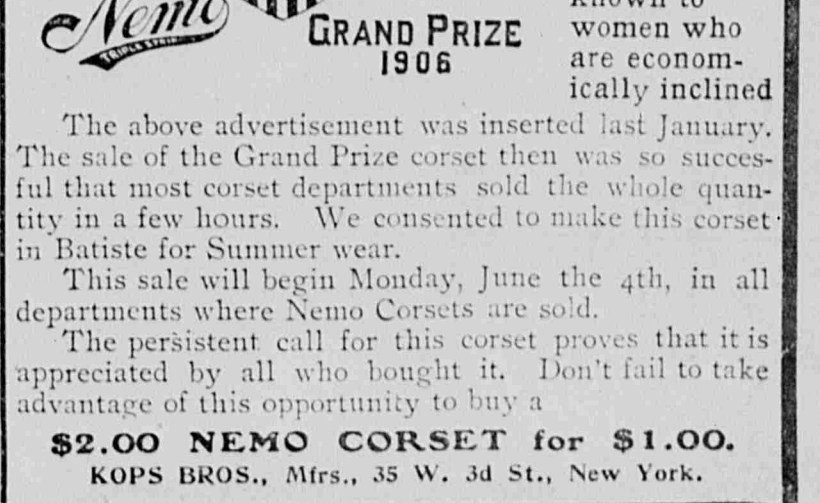 known to
Nemo
TRIPLE STRIP
GRAND PRIZE
1906
women who
are econom-
ically inclined
The above advertisement was inserted last January.
The sale of the Grand Prize corset then was so succes-
ful that most corset departments sold the whole quan-
tity in a few hours. We consented to make this corset
in Batiste for Summer wear.
This sale will begin Monday, June the 4th, in all
departments where Nemo Corsets are sold.
The persistent call for this corset proves that it is
appreciated by all who bought it. Don't fail to take
advantage of this opportunity to buy a
$2.00 NEMO CORSET for $1.00.
KOPS BROS., Mfrs., 35 W. 3d St., New York.